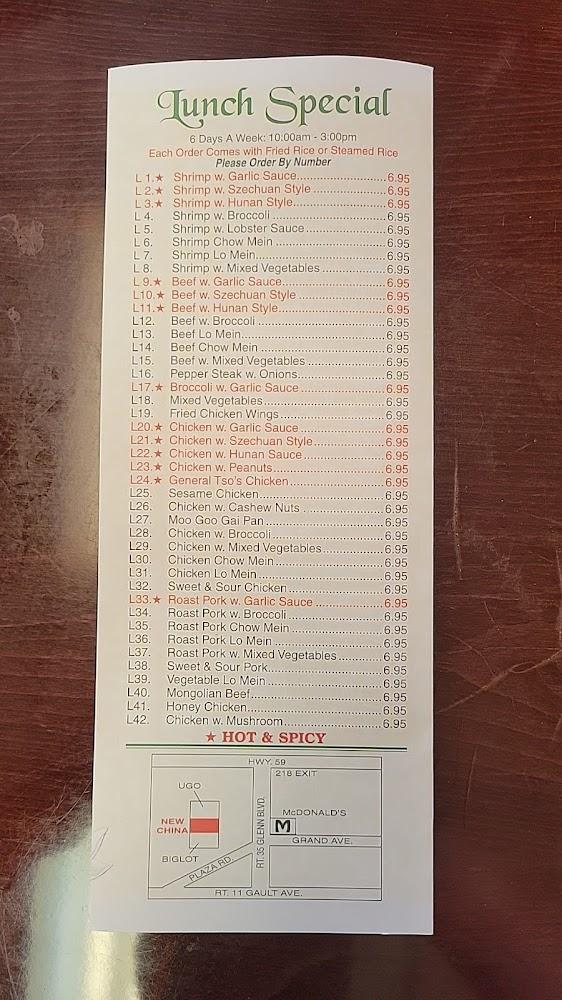 Lunch Special
6 Days A Week: 10:00am - 3:00pm
Each Order Comes with Fried Rice or Steamed Rice
Please Order By Number
L 1.★ Shrimp w. Garlic Sauce..........6.95
L 2.★ Shrimp w. Szechuan Style..........6.95
L 3.★ Shrimp w. Hunan Style..........6.95
L 4. Shrimp w. Broccoli..........6.95
L 5. Shrimp w. Lobster Sauce..........6.95
L 6. Shrimp Chow Mein..........6.95
L 7. Shrimp Lo Mein..........6.95
L 8. Shrimp w. Mixed Vegetables..........6.95
L 9.★ Beef w. Garlic Sauce..........6.95
L10.★ Beef w. Szechuan Style..........6.95
L11.★ Beef w. Hunan Style..........6.95
L12. Beef w. Broccoli..........6.95
L13. Beef Lo Mein..........6.95
L14. Beef Chow Mein..........6.95
L15. Beef w. Mixed Vegetables..........6.95
L16. Pepper Steak w. Onions..........6.95
L17.★ Broccoli w. Garlic Sauce..........6.95
L18. Mixed Vegetables..........6.95
L19. Fried Chicken Wings..........6.95
L20.★ Chicken w. Garlic Sauce..........6.95
L21.★ Chicken w. Szechuan Style..........6.95
L22.★ Chicken w. Hunan Sauce..........6.95
L23.★ Chicken w. Peanuts..........6.95
L24.★ General Tso's Chicken..........6.95
L25. Sesame Chicken..........6.95
L26. Chicken w. Cashew Nuts..........6.95
L27. Moo Goo Gai Pan..........6.95
L28. Chicken w. Broccoli..........6.95
L29. Chicken w. Mixed Vegetables..........6.95
L30. Chicken Chow Mein..........6.95
L31. Chicken Lo Mein..........6.95
L32. Sweet & Sour Chicken..........6.95
L33.★ Roast Pork w. Garlic Sauce..........6.95
L34. Roast Pork w. Broccoli..........6.95
L35. Roast Pork Chow Mein..........6.95
L36. Roast Pork Lo Mein..........6.95
L37. Roast Pork w. Mixed Vegetables..........6.95
L38. Sweet & Sour Pork..........6.95
L39. Vegetable Lo Mein..........6.95
L40. Mongolian Beef..........6.95
L41. Honey Chicken..........6.95
L42. Chicken w. Mushroom..........6.95
★ HOT & SPICY
HWY. 59
218 EXIT
UGO
NEW
CHINA
BIGLOT
PLAZA RD.
RT. 35 GLENN BLVD.
McDONALD'S
M
GRAND AVE.
RT. 11 GAULT AVE.